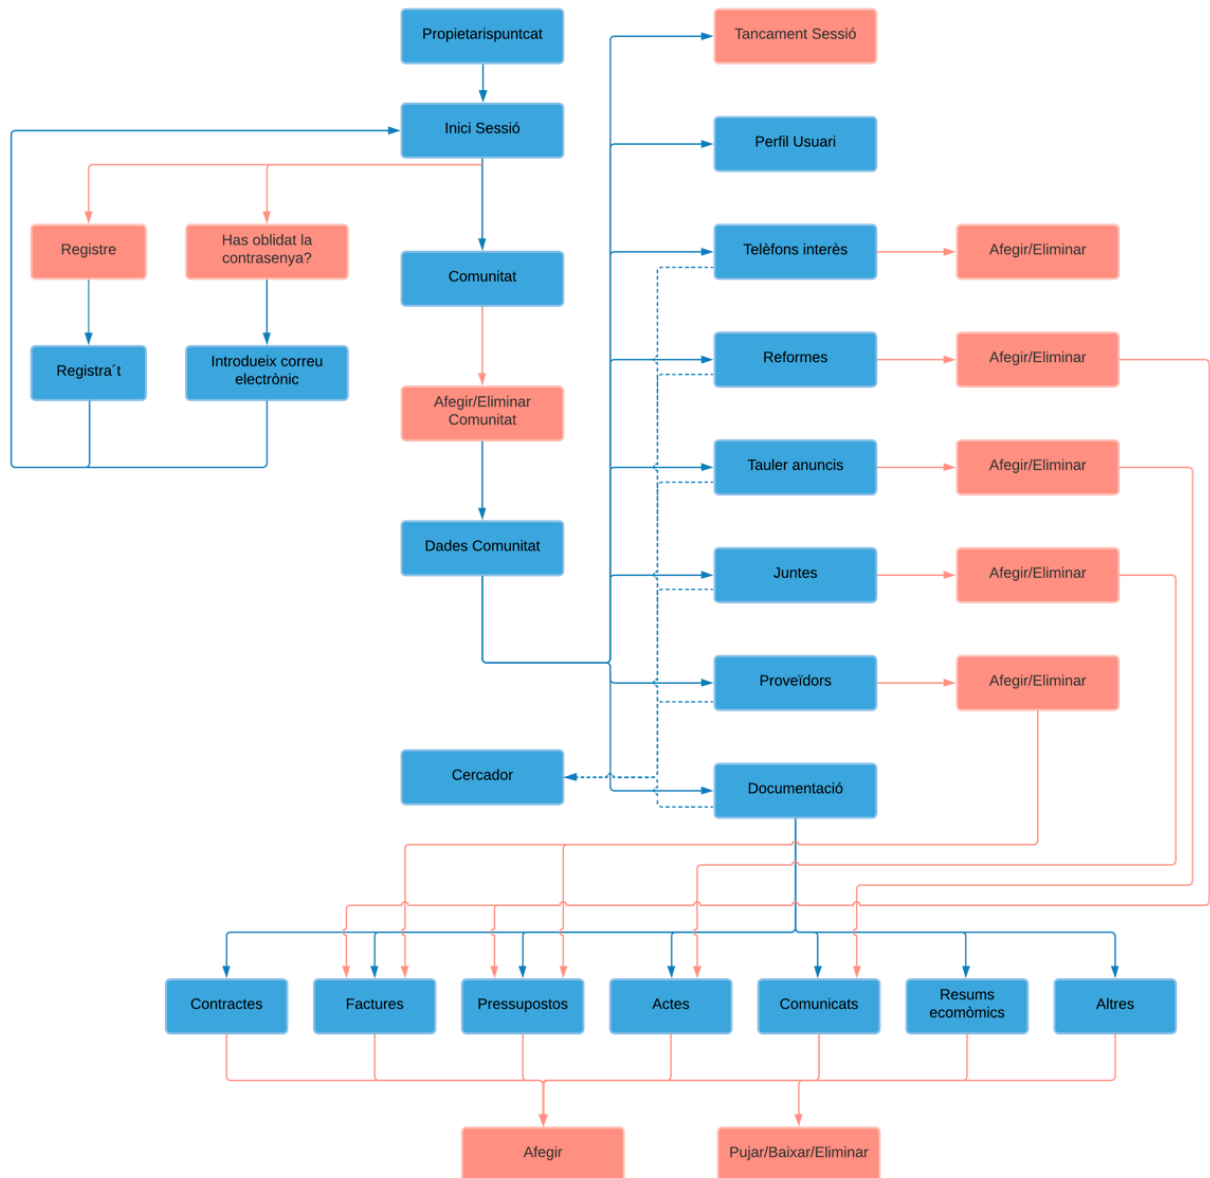 Propietarispuntcat
Tancament Sessió
Inici Sessió
Perfil Usuari
Registre
Has oblidat la
contrasenya?
Comunitat
Telèfons interès
Afegir/Eliminar
Registra´t
Introdueix correu
electrònic
Reformes
Afegir/Eliminar
Afegir/Eliminar
Comunitat
Tauler anuncis
Afegir/Eliminar
Dades Comunitat
Juntes
Afegir/Eliminar
Proveïdors
Afegir/Eliminar
Cercador
Documentació
Contractes
Factures
Pressupostos
Actes
Comunicats
Resums
ecomòmics
Altres
Afegir
Pujar/Baixar/Eliminar